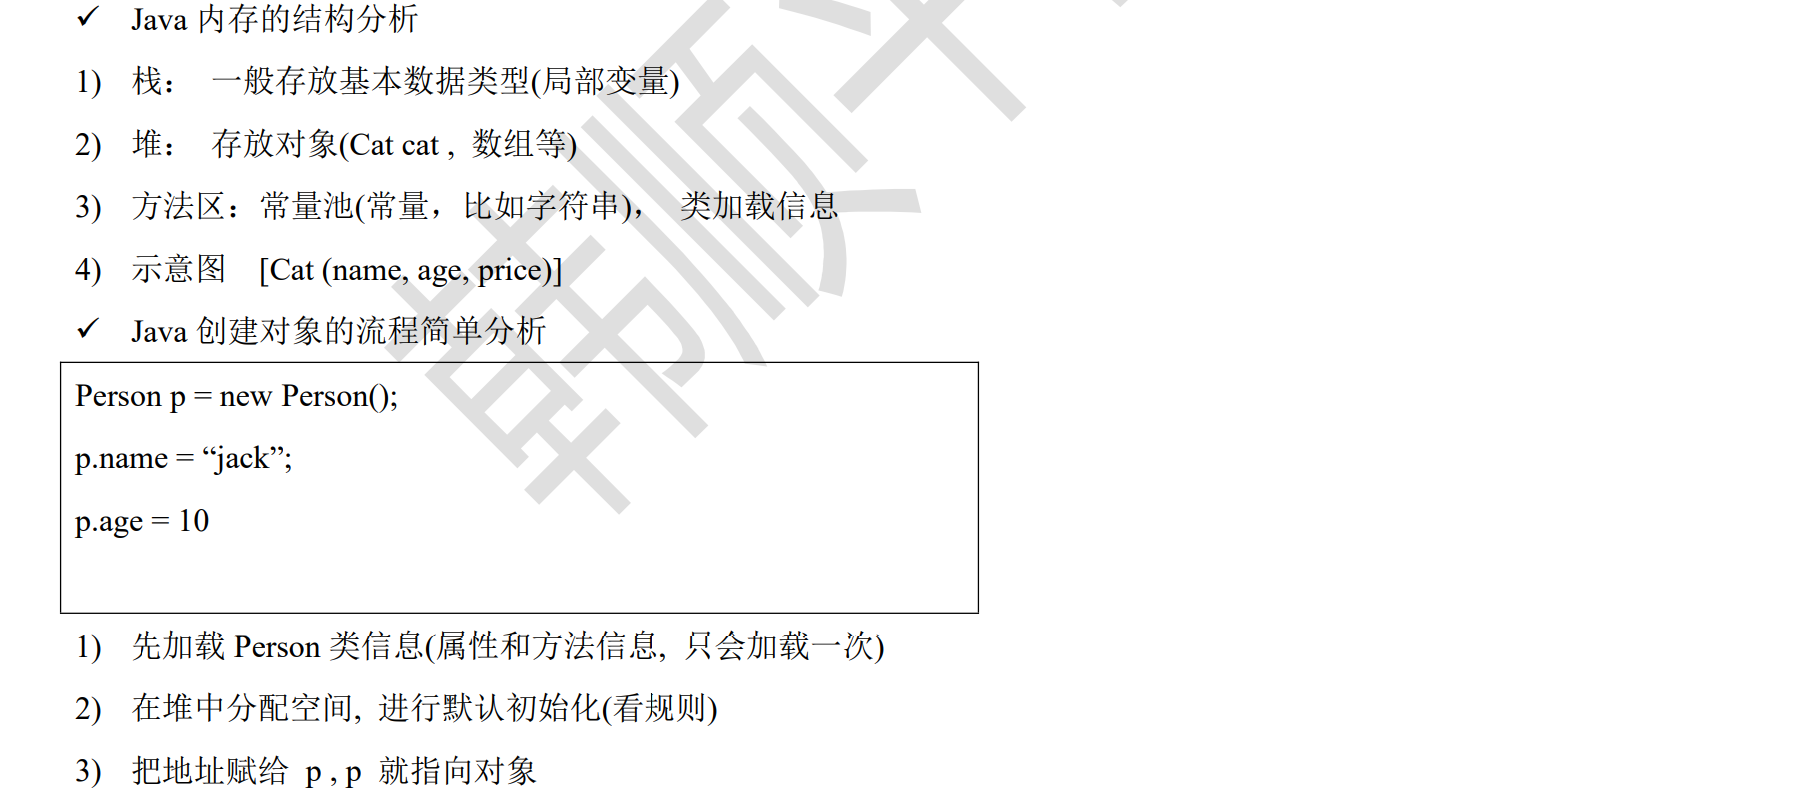 ✓ Java 内存的结构分析
1) 栈： 一般存放基本数据类型(局部变量)
2) 堆： 存放对象(Cat cat , 数组等)
3) 方法区：常量池(常量，比如字符串)， 类加载信息
4) 示意图 [Cat (name, age, price)]
✓ Java 创建对象的流程简单分析
Person p = new Person();
p.name = “jack”;
p.age = 10
1) 先加载 Person 类信息(属性和方法信息, 只会加载一次)
2) 在堆中分配空间, 进行默认初始化(看规则)
3) 把地址赋给 p , p 就指向对象
韩顺平